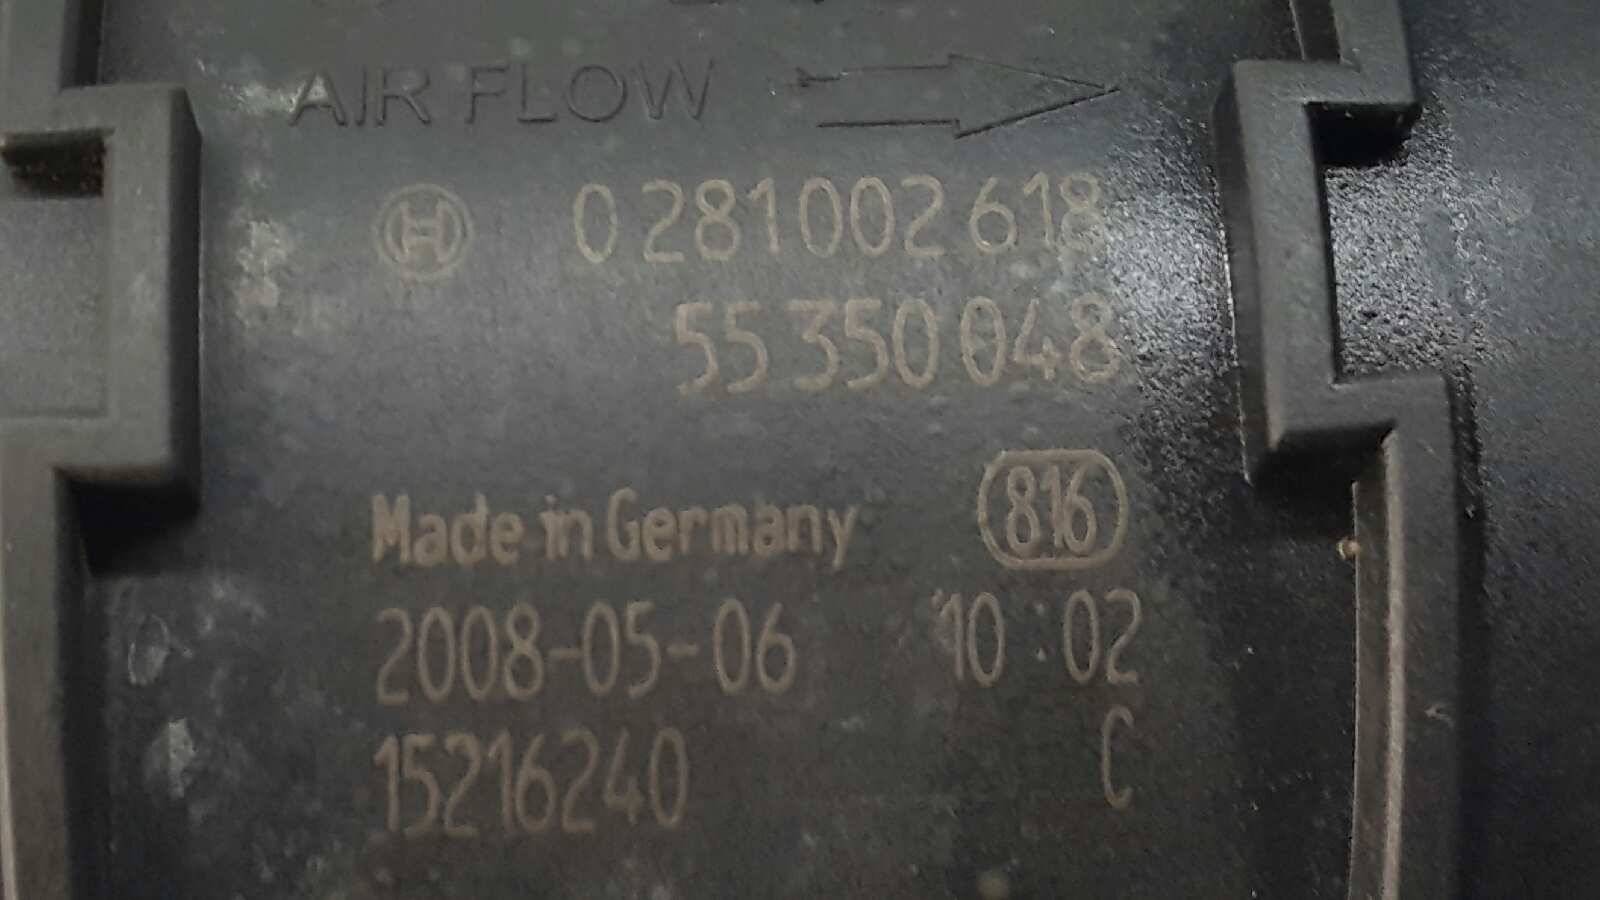 AIR FLOW
0 281 002 618
55 350 048
Made in Germany 816
2008-05-06 10:02
15216240 C